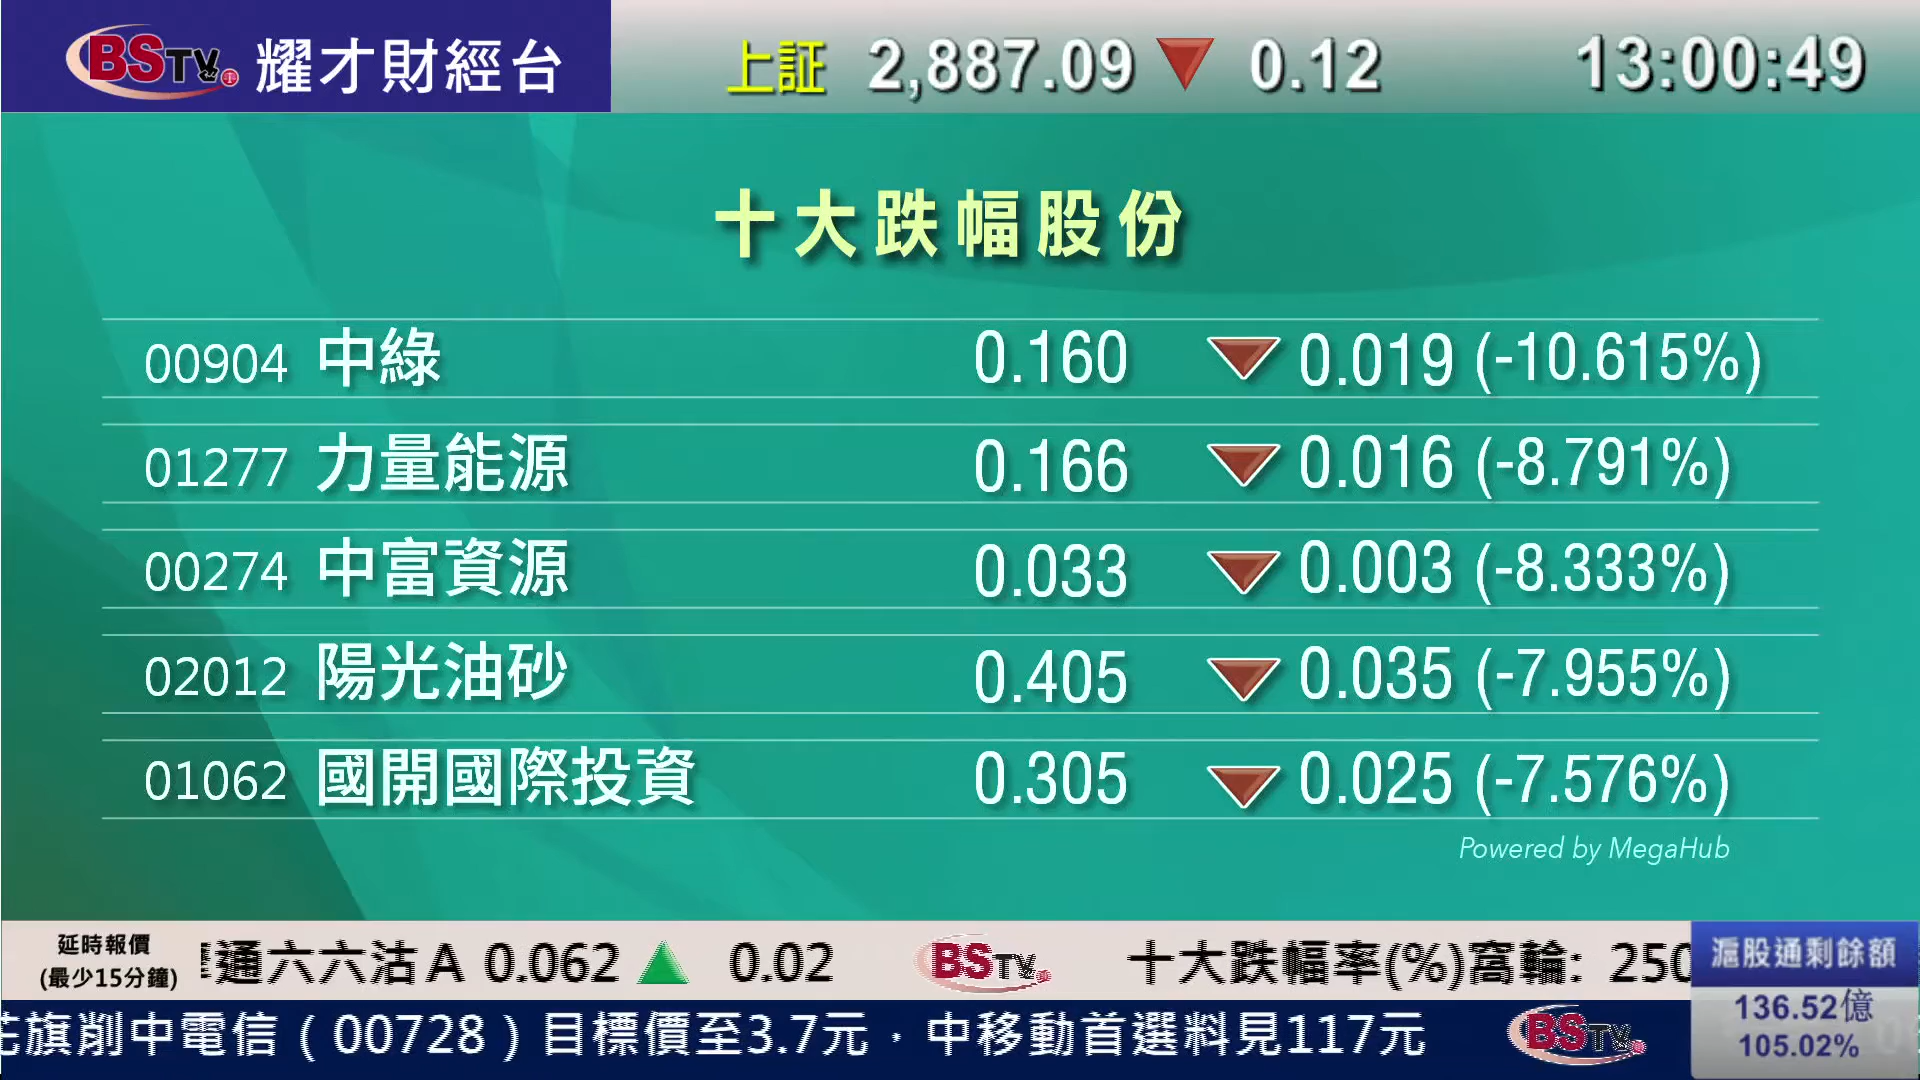 BSTV 耀才財經台
上証 2,887.09 ▼ 0.12
13:00:49
十大跌幅股份
00904 中綠 0.160 ▼ 0.019 (-10.615%)
01277 力量能源 0.166 ▼ 0.016 (-8.791%)
00274 中富資源 0.033 ▼ 0.003 (-8.333%)
02012 陽光油砂 0.405 ▼ 0.035 (-7.955%)
01062 國開國際投資 0.305 ▼ 0.025 (-7.576%)
Powered by MegaHub
延時報價
(最少15分鐘)
通六六沽A 0.062 ▲ 0.02 BSTV 十大跌幅率(%)窩輪: 250
滬股通剩餘額
136.52億
105.02%
花旗削中電信（00728）目標價至3.7元．中移動首選料見117元 BSTV